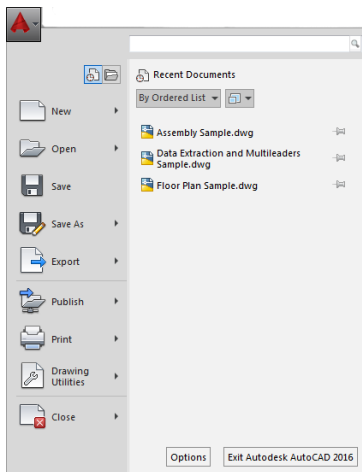 Recent Documents
By Ordered List
New
Open
Save
Save As
Export
Publish
Print
Drawing
Utilities
Close
Assembly Sample.dwg
Data Extraction and Multileaders
Sample.dwg
Floor Plan Sample.dwg
Options
Exit Autodesk AutoCAD 2016